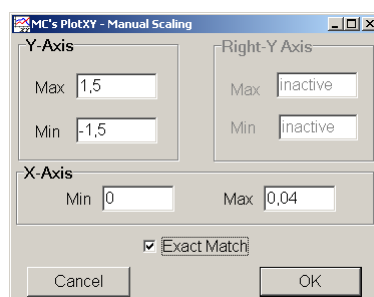 MC's PlotXY - Manual Scaling
Y-Axis
Right-Y Axis
Max 1,5
Max inactive
Min -1,5
Min inactive
X-Axis
Min 0 Max 0,04
Exact Match
Cancel OK